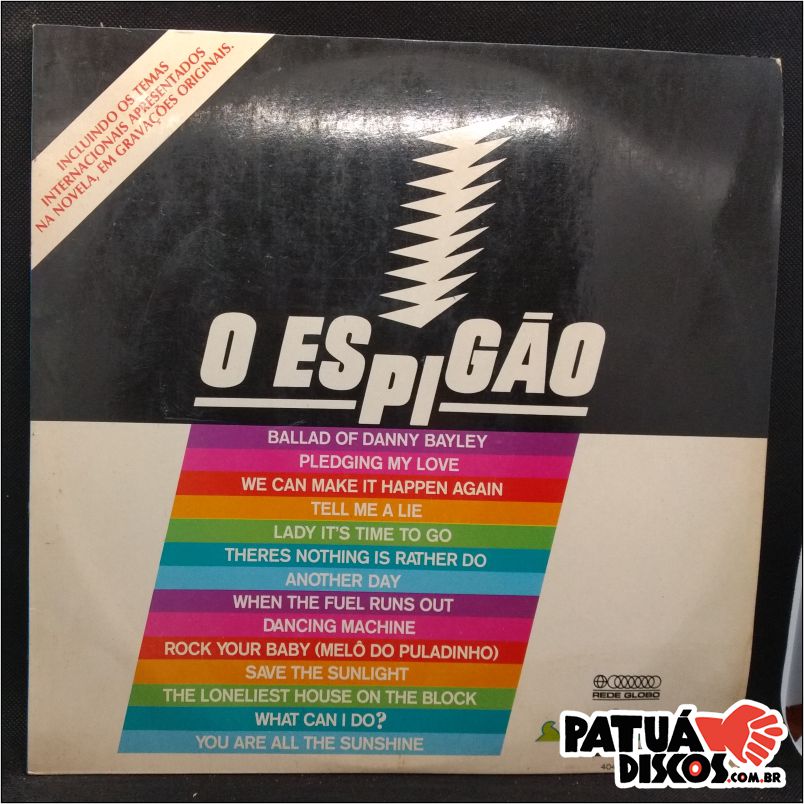 INCLUINDO OS TEMAS
INTERNACIONAIS APRESENTADOS
NA NOVELA, EM GRAVAÇÕES ORIGINAIS.
O ESPIGÃO
BALLAD OF DANNY BAYLEY
PLEDGING MY LOVE
WE CAN MAKE IT HAPPEN AGAIN
TELL ME A LIE
LADY IT'S TIME TO GO
THERES NOTHING IS RATHER DO
ANOTHER DAY
WHEN THE FUEL RUNS OUT
DANCING MACHINE
ROCK YOUR BABY (MELÔ DO PULADINHO)
SAVE THE SUNLIGHT
THE LONELIEST HOUSE ON THE BLOCK
WHAT CAN I DO?
YOU ARE ALL THE SUNSHINE
REDE GLOBO
PATUÁ
DISCOS.COM.BR